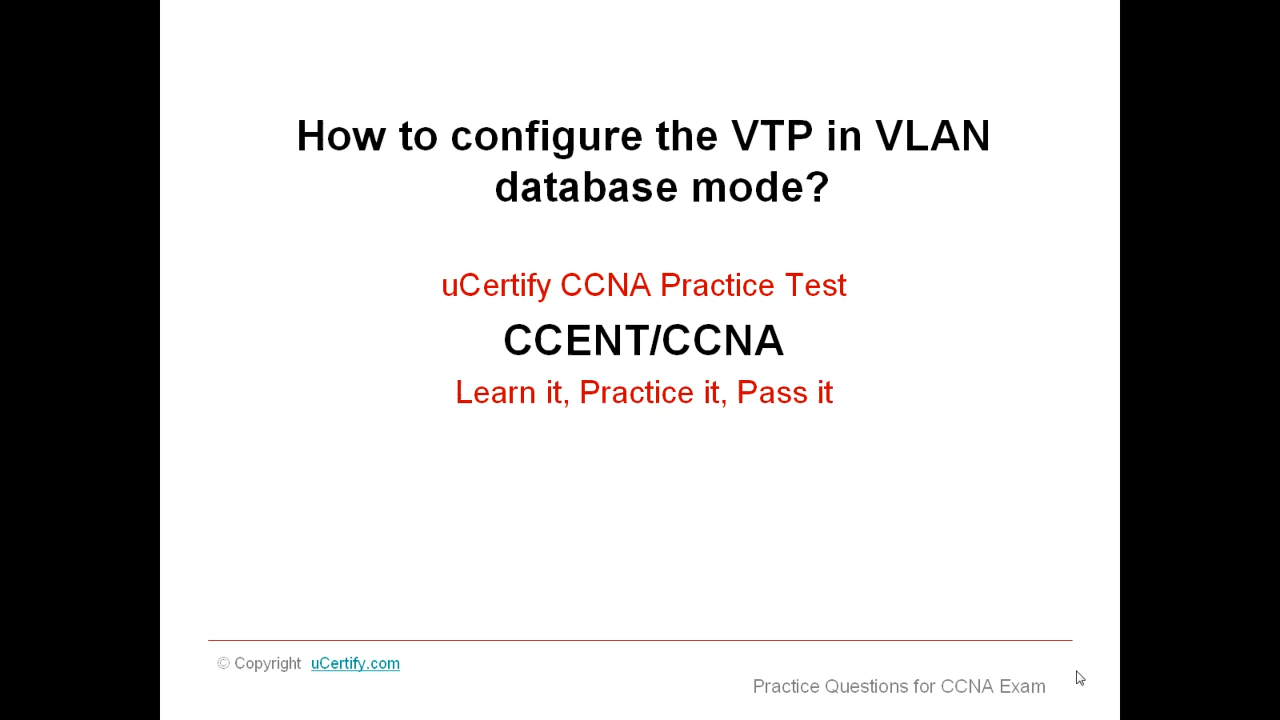 How to configure the VTP in VLAN
database mode?
uCertify CCNA Practice Test
CCENT/CCNA
Learn it, Practice it, Pass it
© Copyright uCertify.com
Practice Questions for CCNA Exam